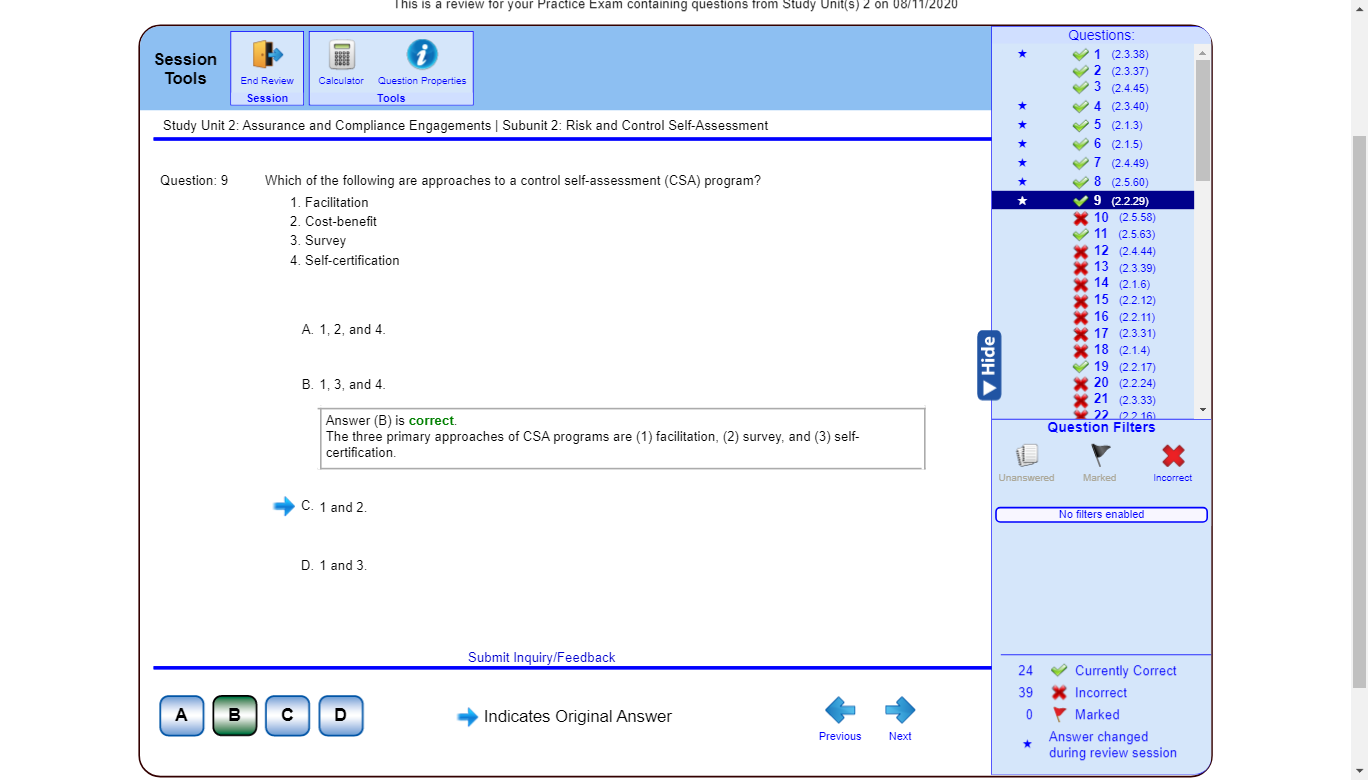 This is a review for your Practice Exam containing questions from Study Unit(s) 2 on 08/11/2020
Session
Tools
End Review
Session
Calculator
Question Properties
Tools
Study Unit 2: Assurance and Compliance Engagements | Subunit 2: Risk and Control Self-Assessment
Question: 9
Which of the following are approaches to a control self-assessment (CSA) program?
1. Facilitation
2. Cost-benefit
3. Survey
4. Self-certification
A. 1, 2, and 4.
B. 1, 3, and 4.
Answer (B) is correct.
The three primary approaches of CSA programs are (1) facilitation, (2) survey, and (3) self-
certification.
C. 1 and 2.
D. 1 and 3.
Submit Inquiry/Feedback
A
B
C
D
Indicates Original Answer
Previous
Next
Hide
Questions:
1 (2.3.38)
2 (2.3.37)
3 (2.4.45)
4 (2.3.40)
5 (2.1.3)
6 (2.1.5)
7 (2.4.49)
8 (2.5.60)
9 (2.2.29)
10 (2.5.58)
11 (2.5.63)
12 (2.4.44)
13 (2.3.39)
14 (2.1.6)
15 (2.2.12)
16 (2.2.11)
17 (2.3.31)
18 (2.1.4)
19 (2.2.17)
20 (2.2.24)
21 (2.3.33)
22 (2.2.16)
Question Filters
Unanswered
Marked
Incorrect
No filters enabled
24 Currently Correct
39 Incorrect
0 Marked
Answer changed
during review session